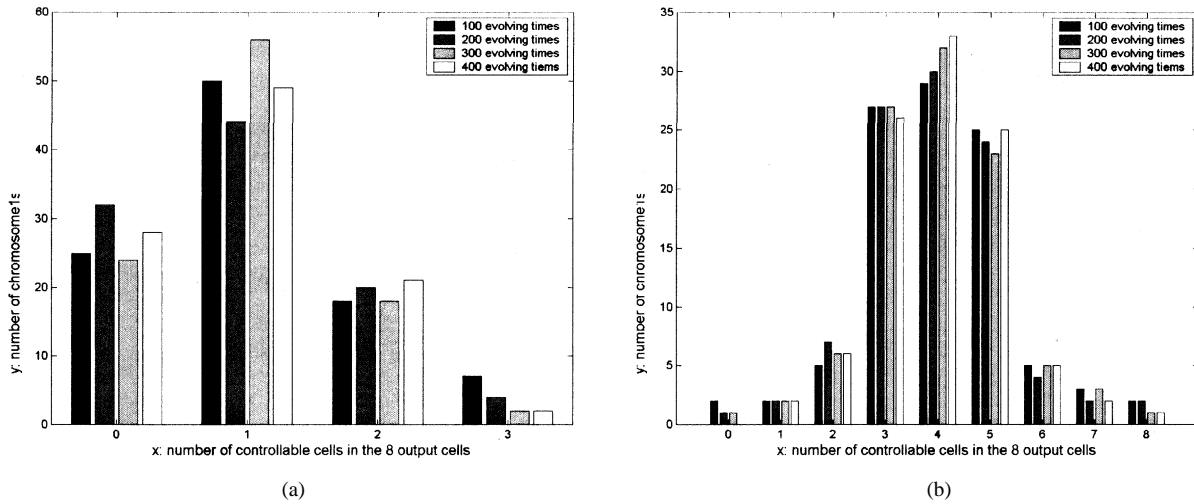 60
50
40
30
20
10
0
y: number of chromosome1s
100 evolving times
200 evolving times
300 evolving times
400 evolving tiems
0 1 2 3
x: number of controllable cells in the 8 output cells
(a)
35
30
25
20
15
10
5
0
y: number of chromosome1s
100 evolving times
200 evolving times
300 evolving times
400 evolving tiems
0 1 2 3 4 5 6 7 8
x: number of controllable cells in the 8 output cells
(b)